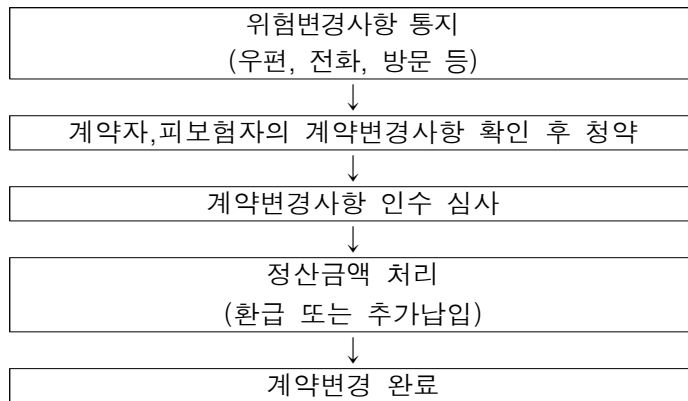 위험변경사항 통지
(우편, 전화, 방문 등)
↓
계약자,피보험자의 계약변경사항 확인 후 청약
↓
계약변경사항 인수 심사
↓
정산금액 처리
(환급 또는 추가납입)
↓
계약변경 완료